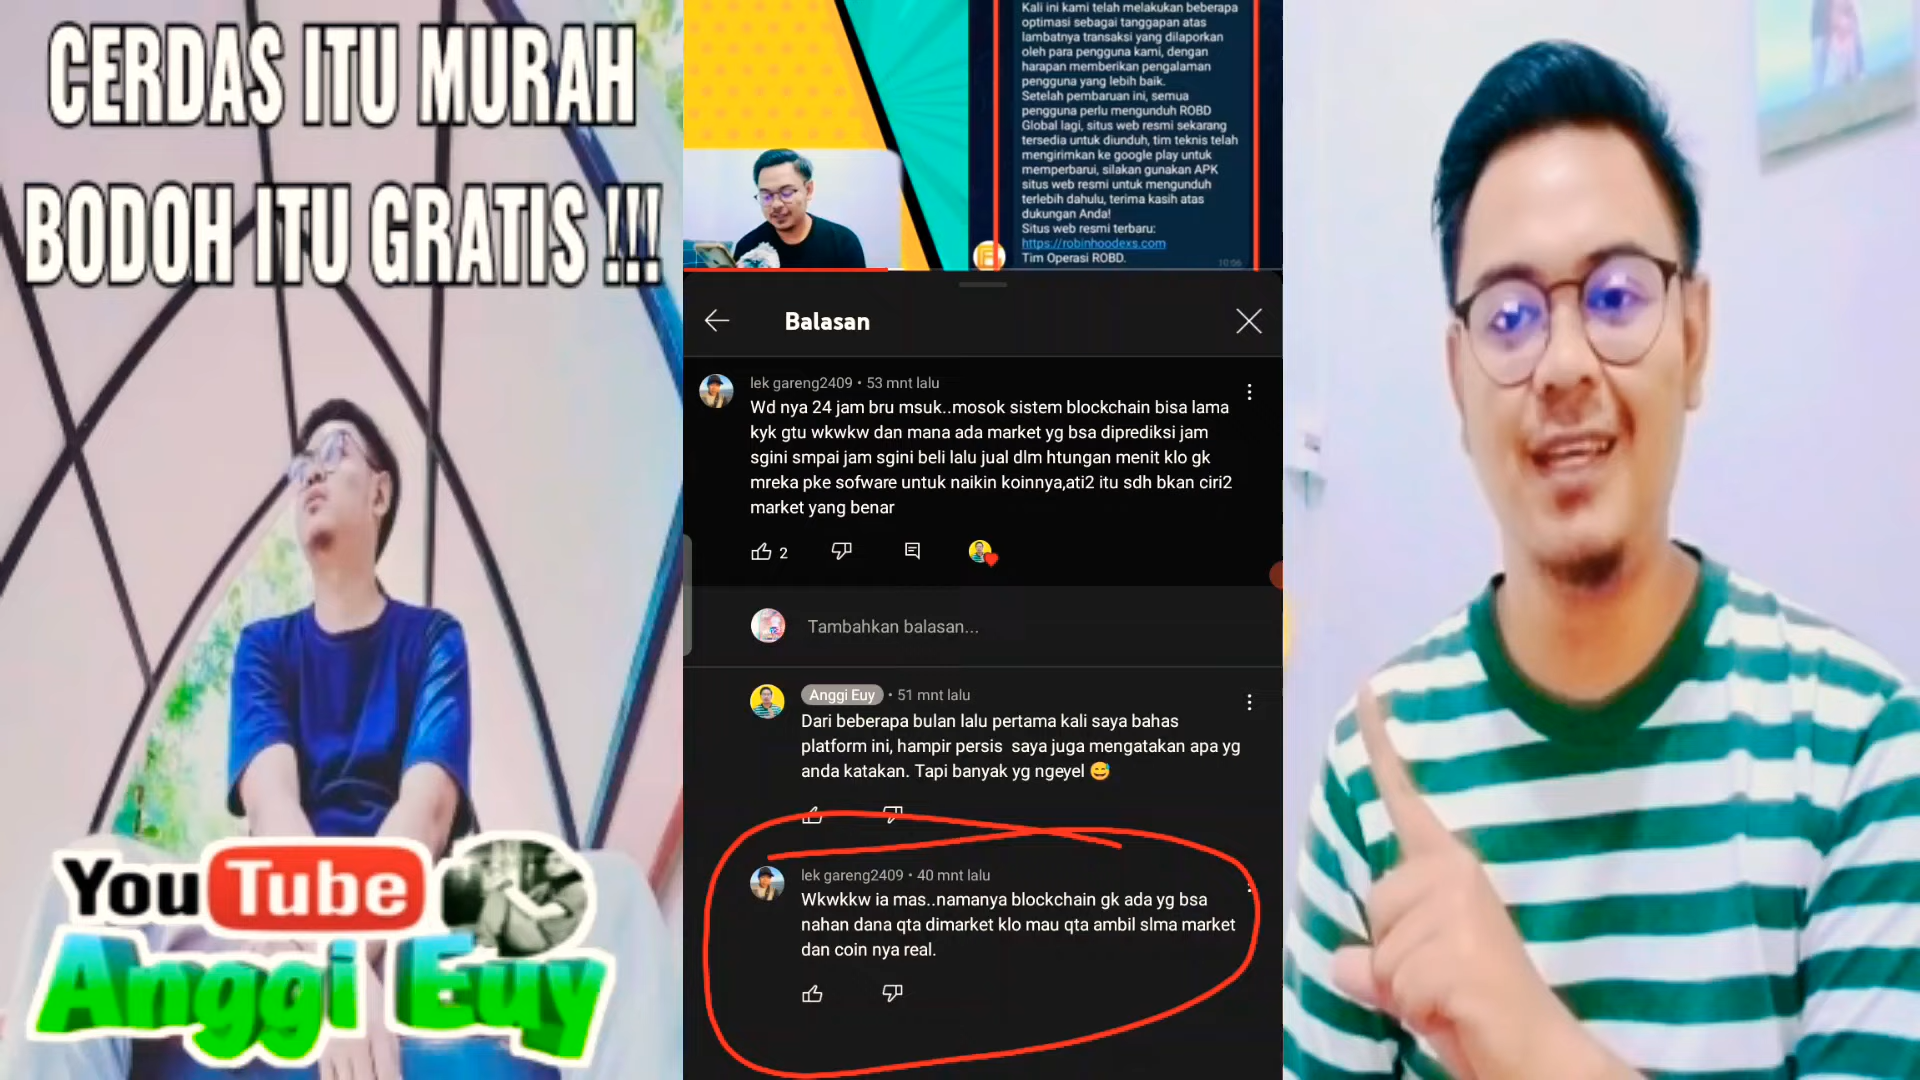 CERDAS ITU MURAH
BODOH ITU GRATIS !!!
YouTube
Anggi Euy
Kali ini kami telah melakukan beberapa
optimasi sebagai tanggapan atas
lambatnya transaksi yang dilaporkan
oleh para pengguna kami, dengan
harapan memberikan pengalaman
pengguna yang lebih baik.
Setelah pembaruan ini, semua
pengguna perlu mengunduh ROBD
Global lagi, situs web resmi sekarang
tersedia untuk diunduh, tim teknis telah
mengirimkan ke google play untuk
memperbarui, silakan gunakan APK
situs web resmi untuk mengunduh
terlebih dahulu, terima kasih atas
dukungan Anda!
Situs web resmi terbaru:
https://robinhoodexs.com
Tim Operasi ROBD.
10:56
Balasan
lek gareng2409 • 53 mnt lalu
Wd nya 24 jam bru msuk..mosok sistem blockchain bisa lama
kyk gtu wkwkw dan mana ada market yg bsa diprediksi jam
sgini smpai jam sgini beli lalu jual dlm htungan menit klo gk
mreka pke sofware untuk naikin koinnya,ati2 itu sdh bkan ciri2
market yang benar
2
Tambahkan balasan...
Anggi Euy • 51 mnt lalu
Dari beberapa bulan lalu pertama kali saya bahas
platform ini, hampir persis saya juga mengatakan apa yg
anda katakan. Tapi banyak yg ngeyel 😅
lek gareng2409 • 40 mnt lalu
Wkwkkw ia mas..namanya blockchain gk ada yg bsa
nahan dana qta dimarket klo mau qta ambil slma market
dan coin nya real.